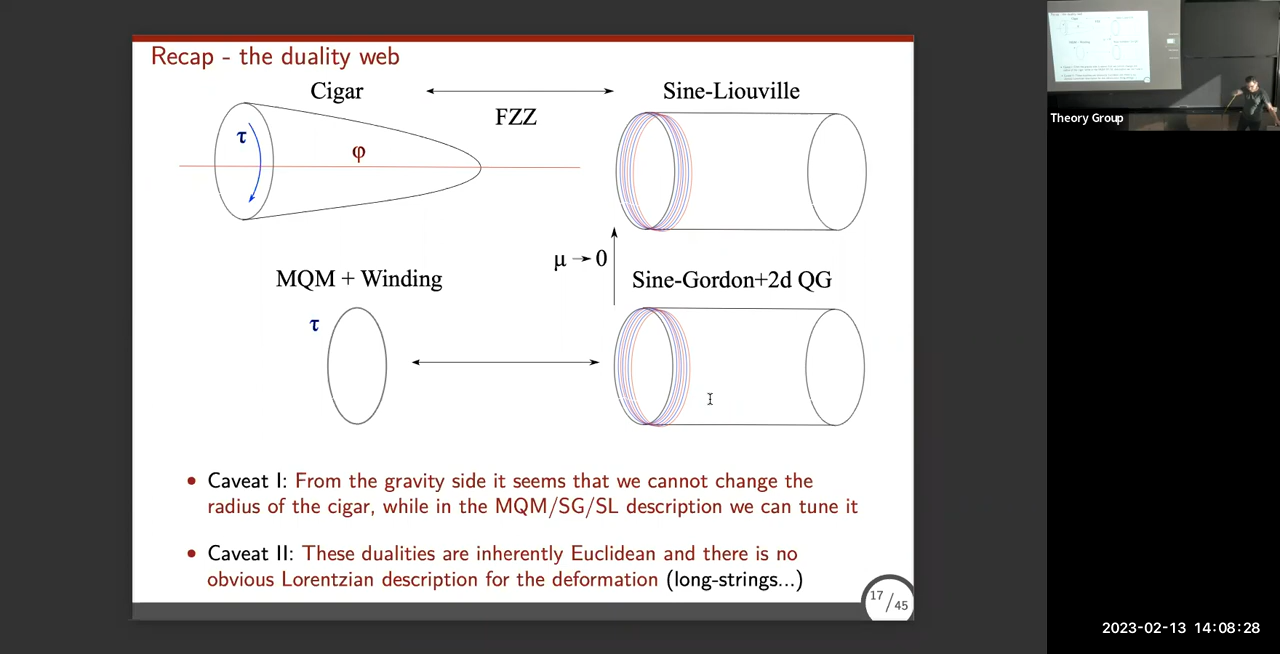 Recap - the duality web
Cigar
Sine-Liouville
FZZ
τ
φ
μ → 0
MQM + Winding
Sine-Gordon+2d QG
τ
• Caveat I: From the gravity side it seems that we cannot change the
radius of the cigar, while in the MQM/SG/SL description we can tune it
• Caveat II: These dualities are inherently Euclidean and there is no
obvious Lorentzian description for the deformation (long-strings...)
17/45
Theory Group
2023-02-13 14:08:28